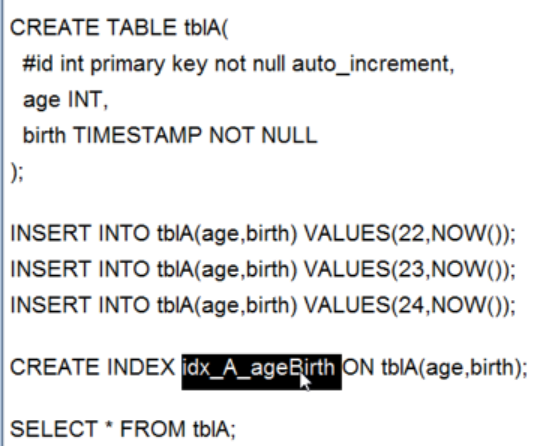 CREATE TABLE tblA(
#id int primary key not null auto_increment,
age INT,
birth TIMESTAMP NOT NULL
);
INSERT INTO tblA(age,birth) VALUES(22,NOW());
INSERT INTO tblA(age,birth) VALUES(23,NOW());
INSERT INTO tblA(age,birth) VALUES(24,NOW());
CREATE INDEX idx_A_ageBirth ON tblA(age,birth);
SELECT * FROM tblA;